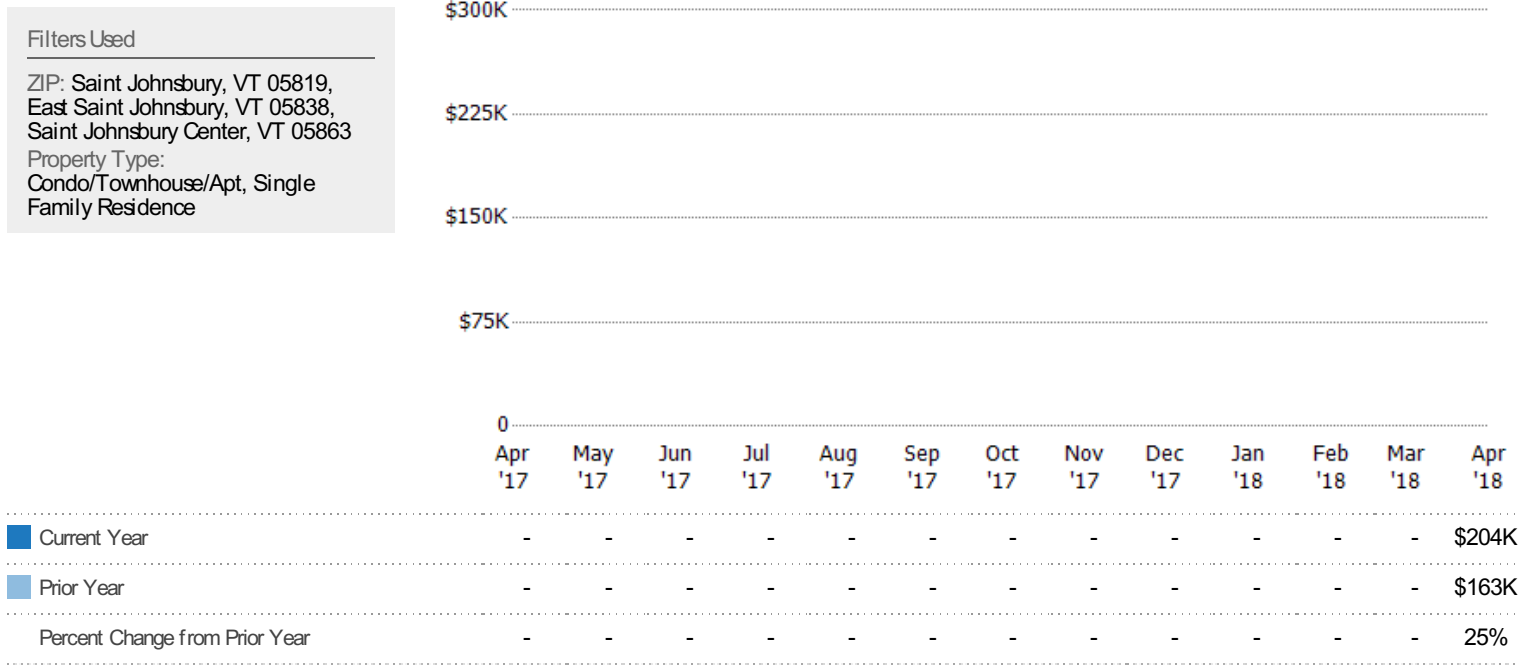 Filters Used
ZIP: Saint Johnsbury, VT 05819,
East Saint Johnsbury, VT 05838,
Saint Johnsbury Center, VT 05863
Property Type:
Condo/Townhouse/Apt, Single
Family Residence
$300K
$225K
$150K
$75K
0
Apr May Jun Jul Aug Sep Oct Nov Dec Jan Feb Mar Apr
'17 '17 '17 '17 '17 '17 '17 '17 '17 '18 '18 '18 '18
Current Year - - - - - - - - - - - - $204K
Prior Year - - - - - - - - - - - - $163K
Percent Change from Prior Year - - - - - - - - - - - - 25%